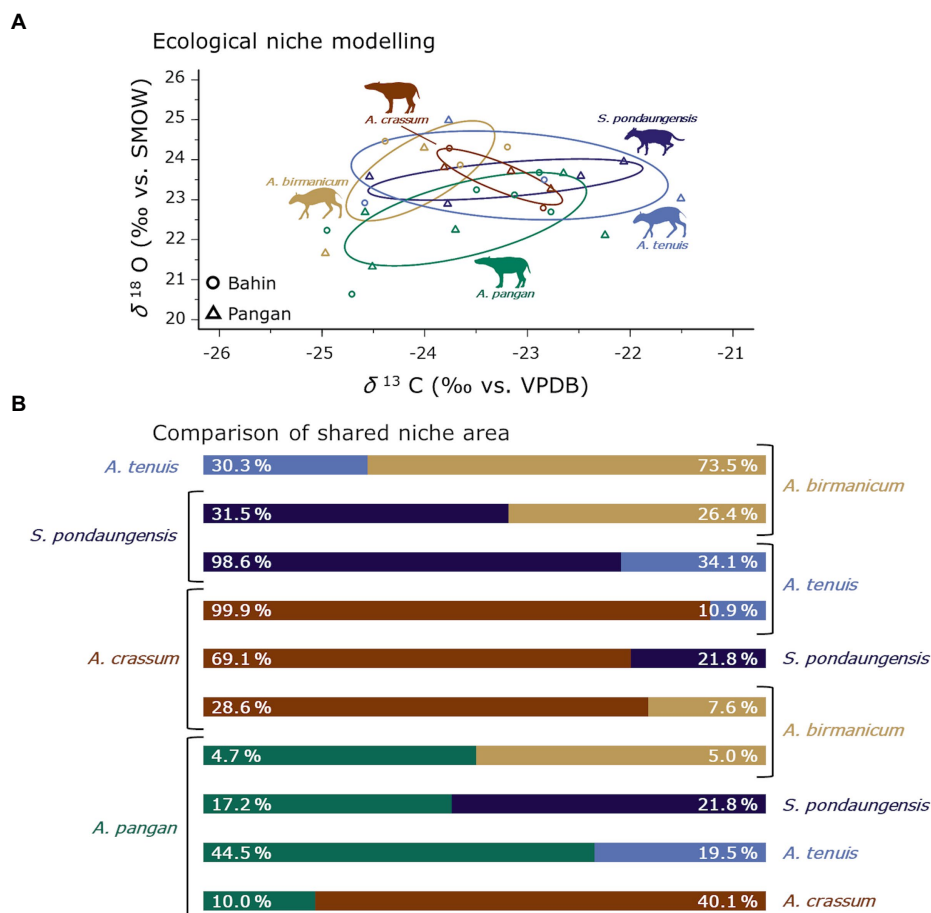 A
Ecological niche modelling
26
25
24
23
22
21
20
δ 18 O (‰ vs. SMOW)
A. crassum
S. pondaungensis
A. birmanicum
A. tenuis
A. pangan
Bahin
Pangan
-26 -25 -24 -23 -22 -21
δ 13 C (‰ vs. VPDB)
B
Comparison of shared niche area
A. tenuis 30.3 % 73.5 %
A. birmanicum
31.5 % 26.4 %
S. pondaungensis
98.6 % 34.1 %
A. tenuis
99.9 % 10.9 %
A. crassum 69.1 % 21.8 % S. pondaungensis
28.6 % 7.6 %
A. birmanicum
4.7 % 5.0 %
17.2 % 21.8 % S. pondaungensis
A. pangan
44.5 % 19.5 % A. tenuis
10.0 % 40.1 % A. crassum